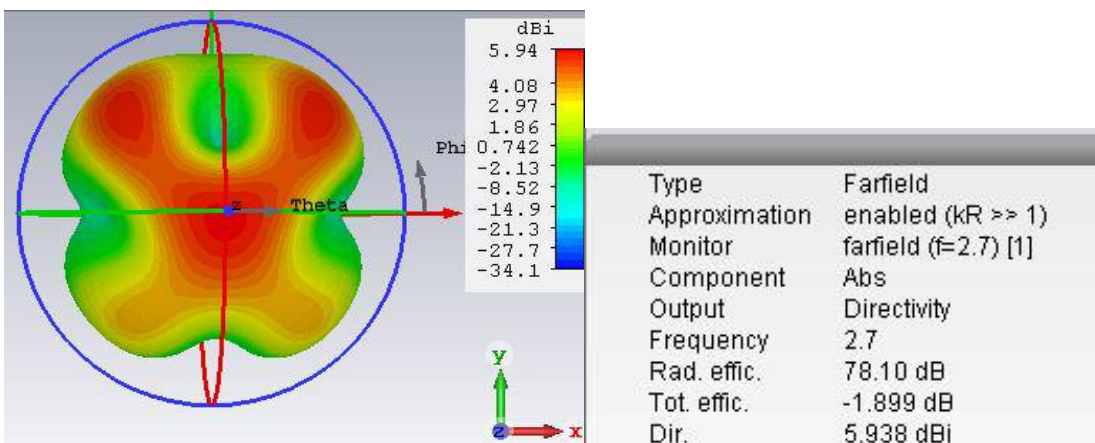 dBi
5.94
4.08
2.97
1.86
0.742
-2.13
-8.52
-14.9
-21.3
-27.7
-34.1
Phi
z Theta
y
z x
Type Farfield
Approximation enabled (kR >> 1)
Monitor farfield (f=2.7) [1]
Component Abs
Output Directivity
Frequency 2.7
Rad. effic. 78.10 dB
Tot. effic. -1.899 dB
Dir. 5.938 dBi